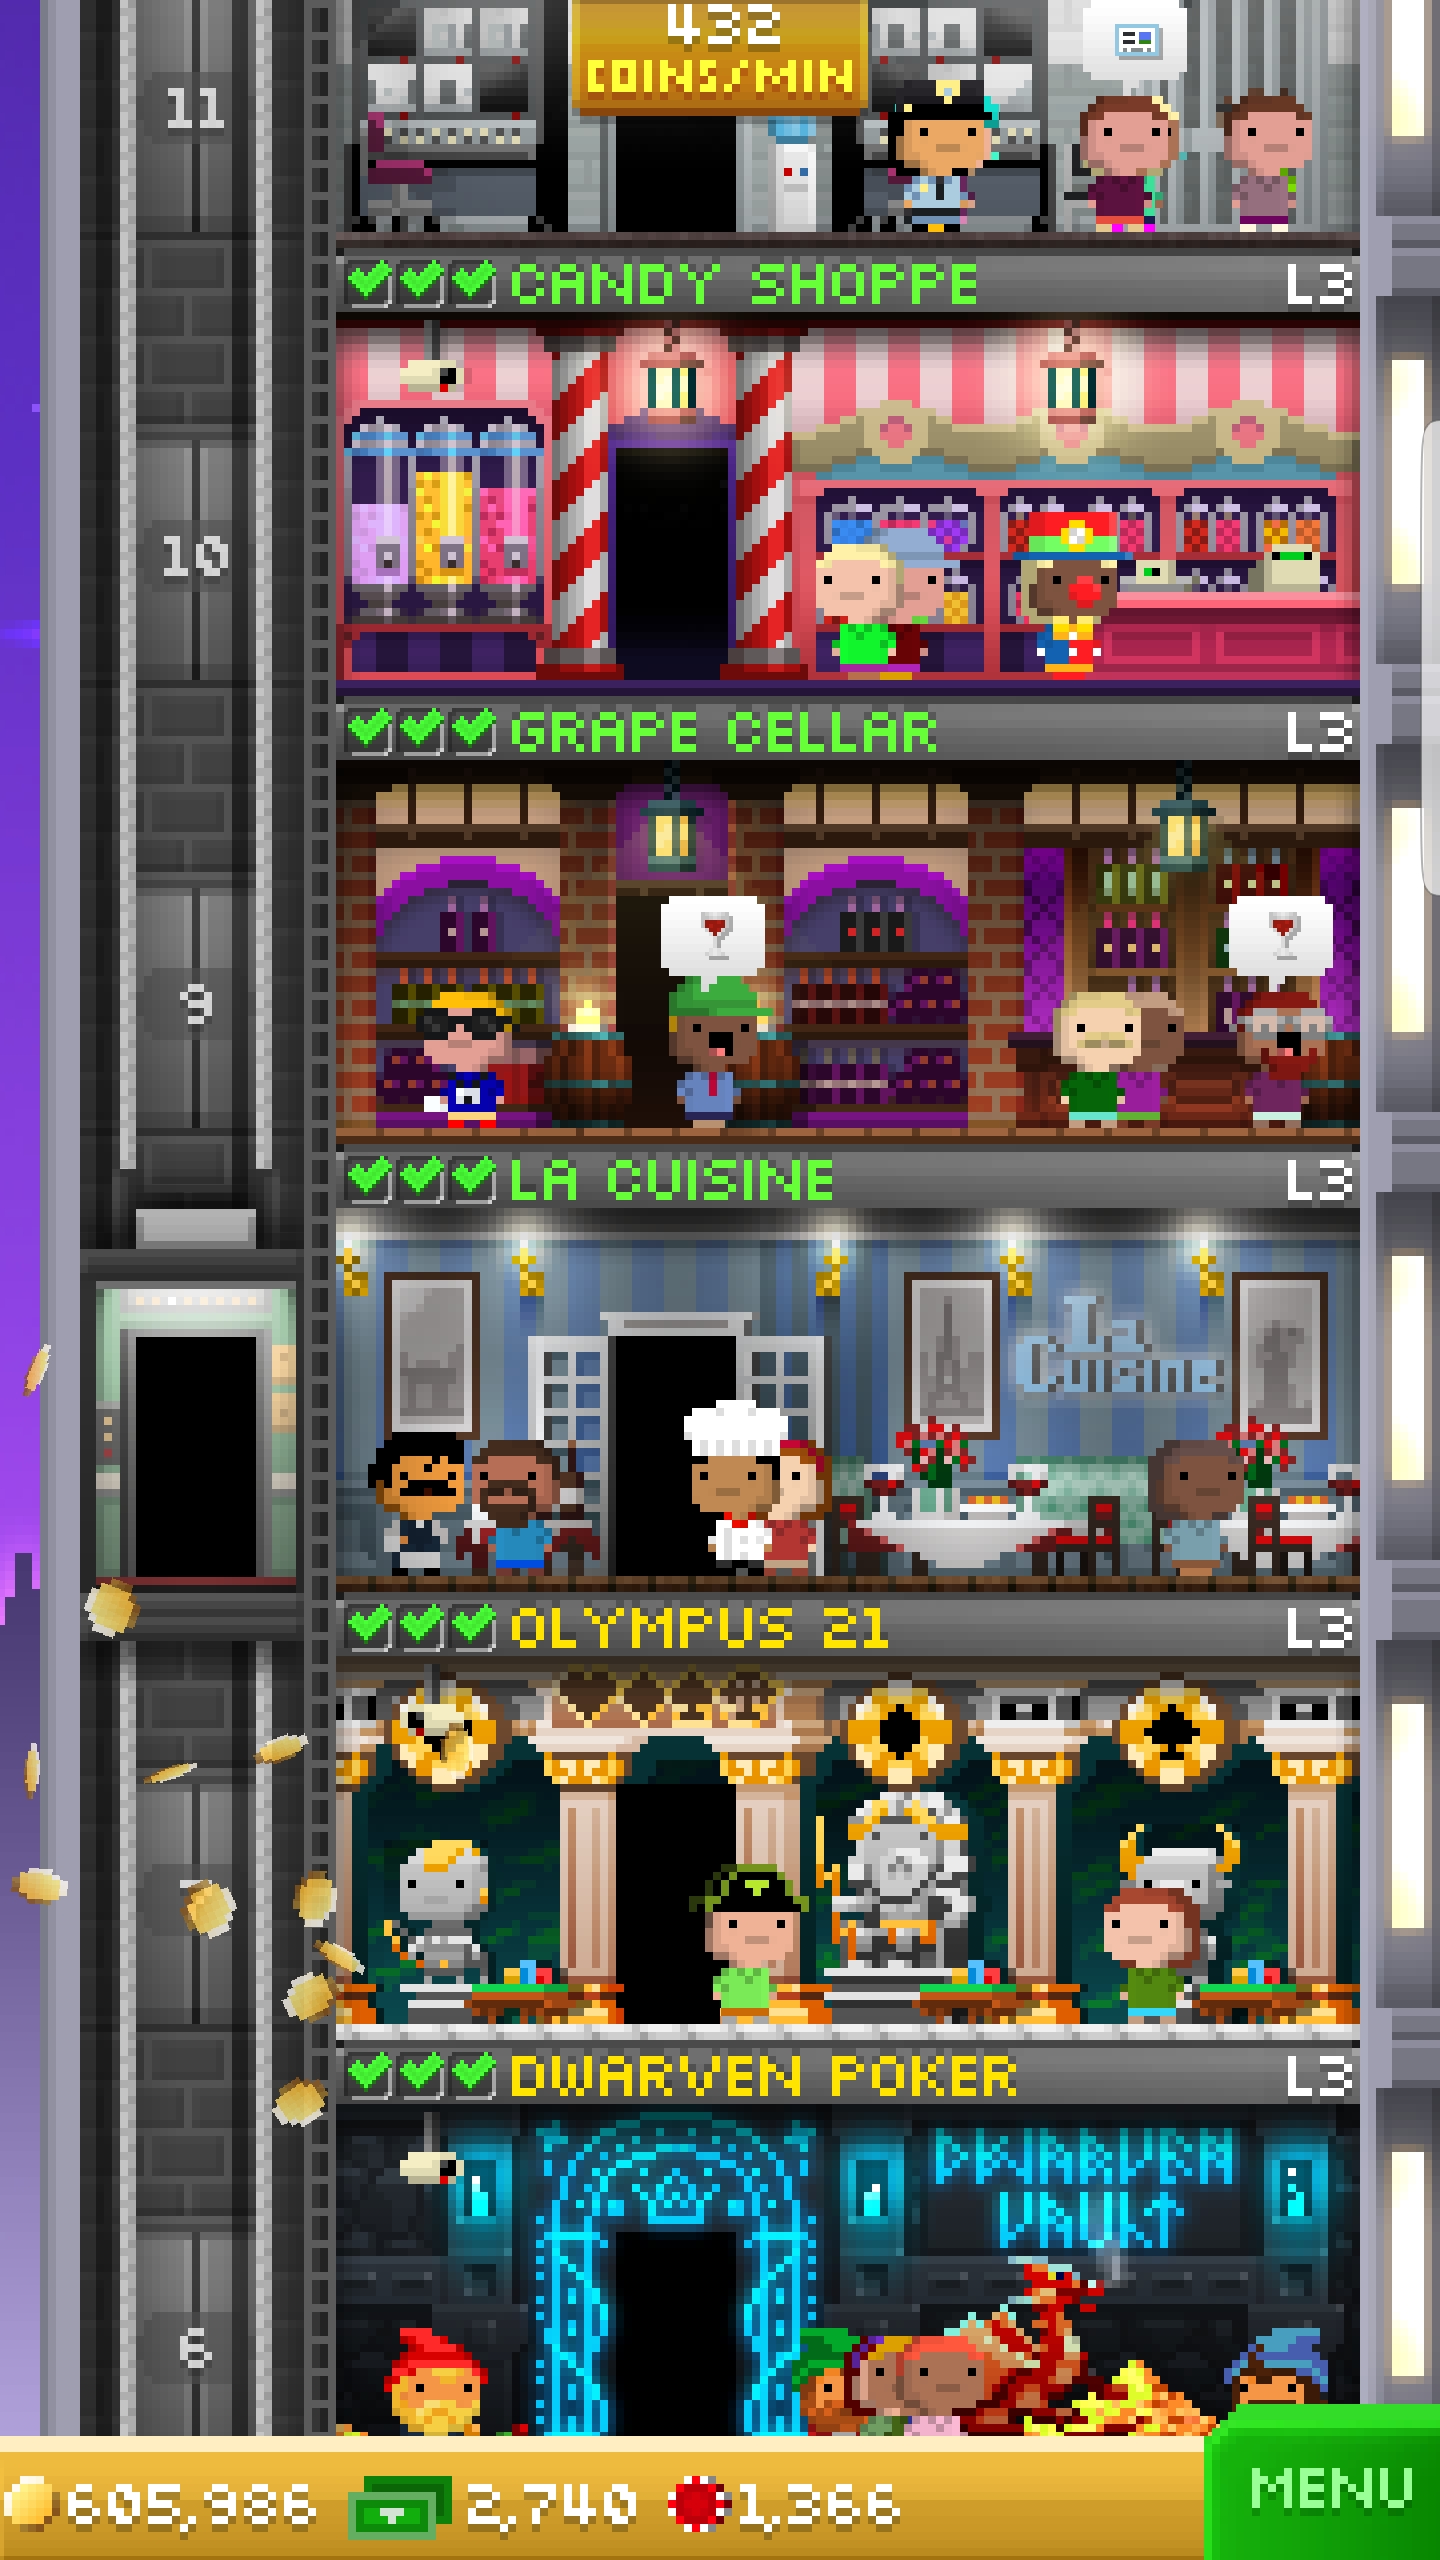 432
COINS/MIN
11
CANDY SHOPPE L3
10
GRAPE CELLAR L3
9
LA CUISINE L3
La
Cuisine
OLYMPUS 21 L3
DWARVEN POKER L3
DWARVEN
VAULT
6
605,986 2,740 1,366 MENU